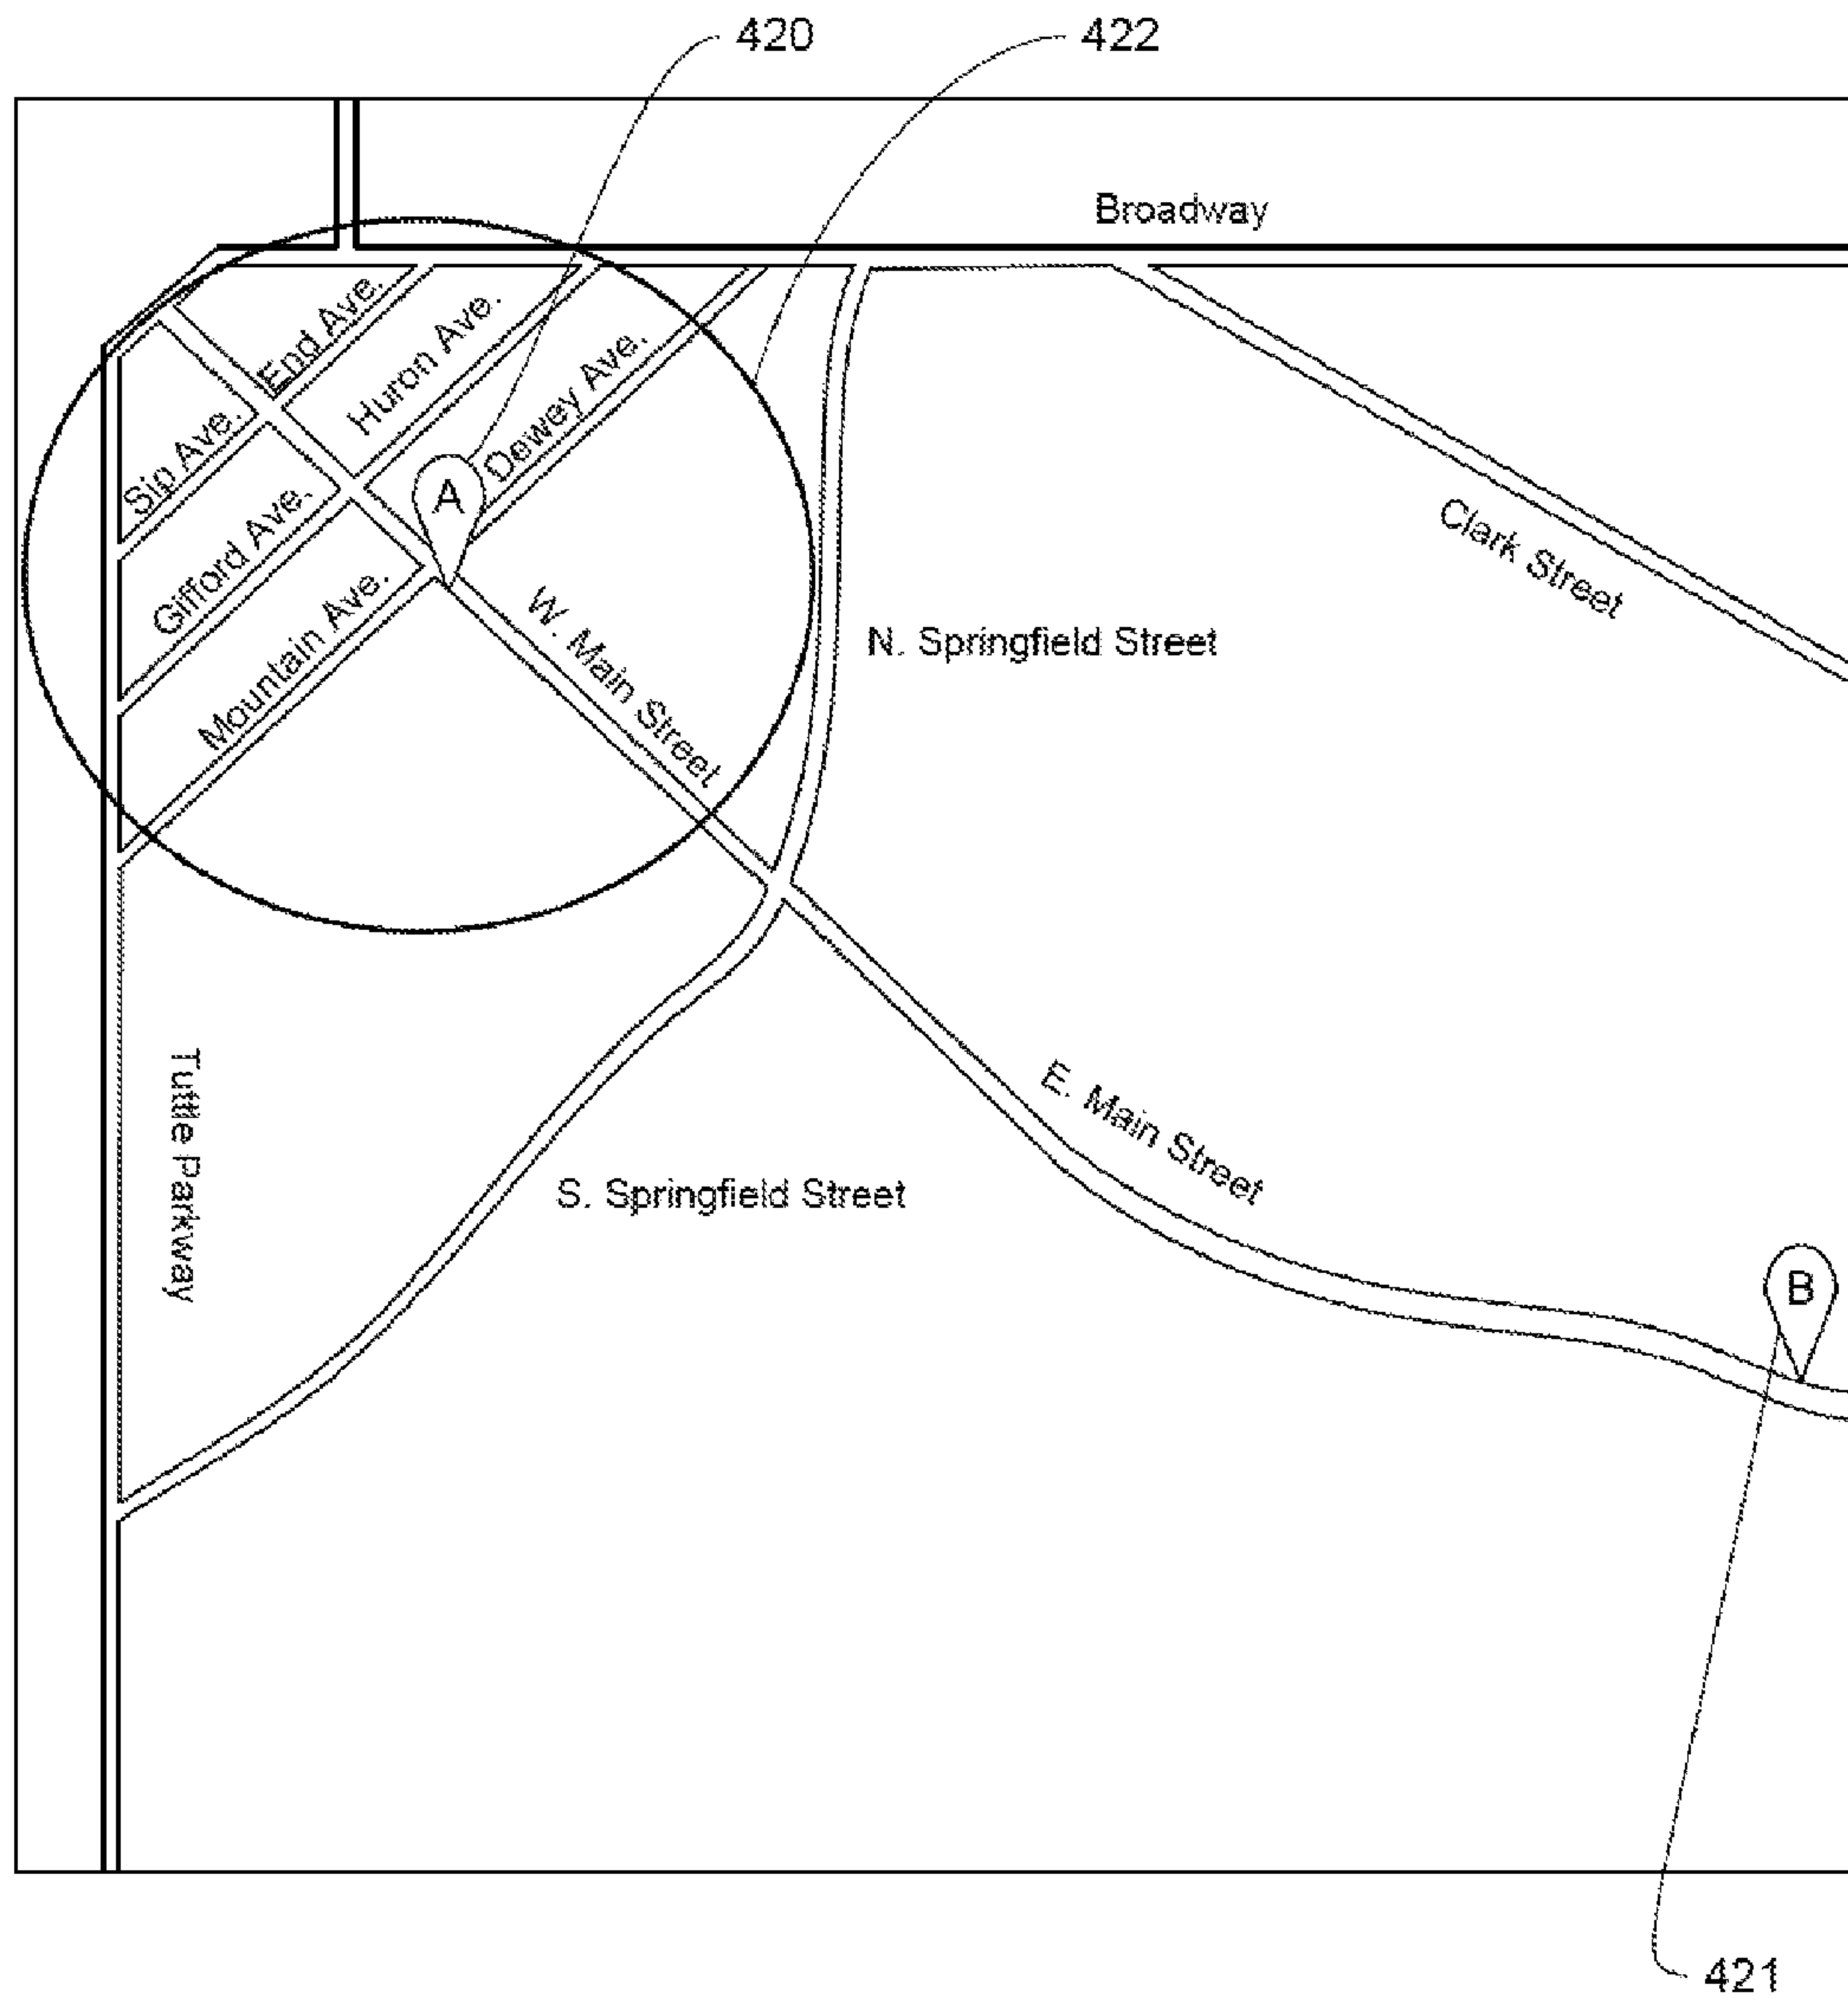 420
422
Broadway
End Ave.
Huron Ave.
Sip Ave.
Dewey Ave.
A
Gifford Ave.
Mountain Ave.
W. Main Street
N. Springfield Street
Clark Street
Tuttle Parkway
S. Springfield Street
E. Main Street
B
421